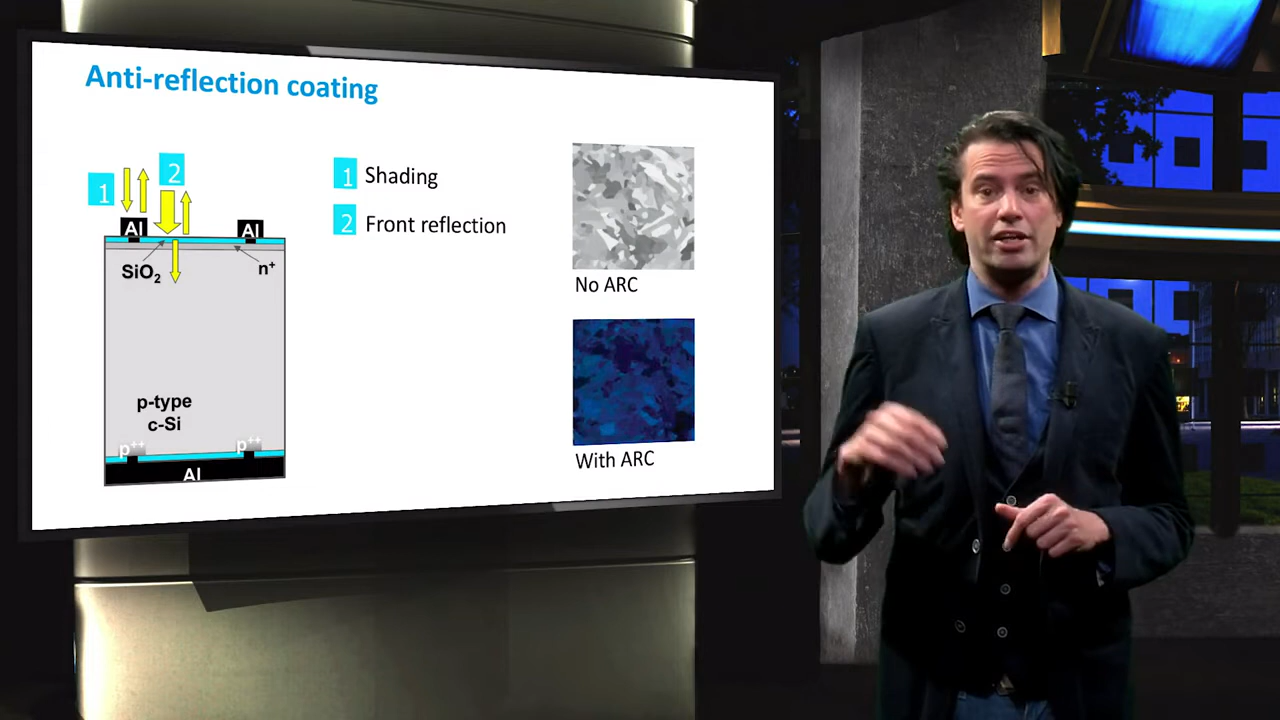 Anti-reflection coating
1
2
Al
Al
SiO₂
n⁺
p-type
c-Si
p⁺⁺
p⁺⁺
Al
1 Shading
2 Front reflection
No ARC
With ARC